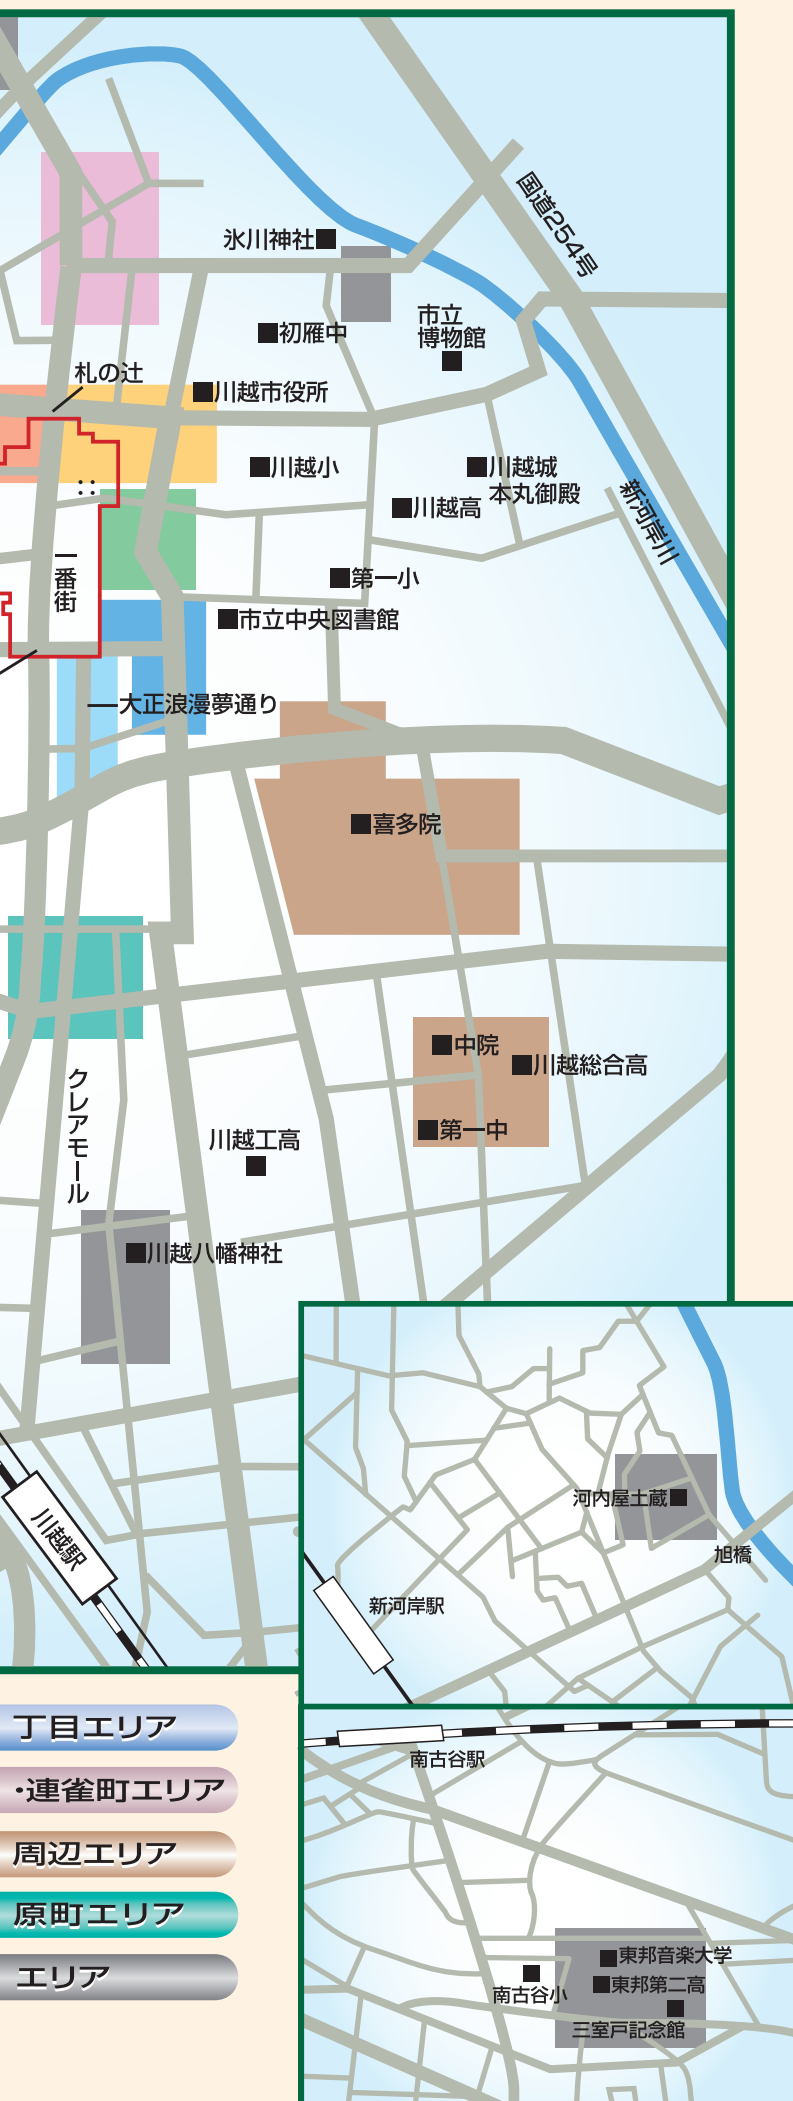 国道254号
氷川神社
市立
博物館
初雁中
札の辻
川越市役所
川越小
川越城
本丸御殿
川越高
新河岸川
一番街
第一小
市立中央図書館
大正浪漫夢通り
喜多院
中院
川越総合高
クレアモール
第一中
川越工高
川越八幡神社
川越駅
河内屋土蔵
旭橋
新河岸駅
丁目エリア
南古谷駅
・連雀町エリア
周辺エリア
原町エリア
東邦音楽大学
エリア
東邦第二高
南古谷小
三室戸記念館